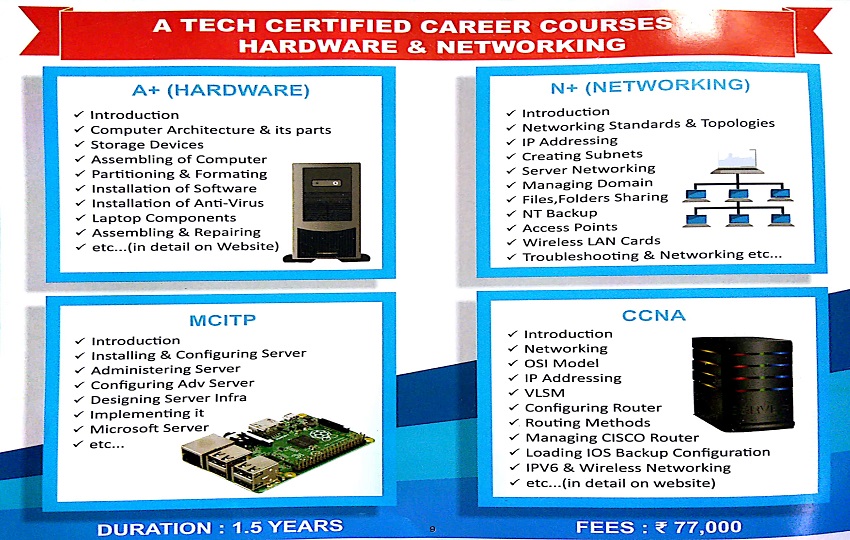 A TECH CERTIFIED CAREER COURSES
HARDWARE & NETWORKING
A+ (HARDWARE)
✓ Introduction
✓ Computer Architecture & its parts
✓ Storage Devices
✓ Assembling of Computer
✓ Partitioning & Formating
✓ Installation of Software
✓ Installation of Anti-Virus
✓ Laptop Components
✓ Assembling & Repairing
✓ etc...(in detail on Website)
N+ (NETWORKING)
✓ Introduction
✓ Networking Standards & Topologies
✓ IP Addressing
✓ Creating Subnets
✓ Server Networking
✓ Managing Domain
✓ Files,Folders Sharing
✓ NT Backup
✓ Access Points
✓ Wireless LAN Cards
✓ Troubleshooting & Networking etc...
MCITP
✓ Introduction
✓ Installing & Configuring Server
✓ Administering Server
✓ Configuring Adv Server
✓ Designing Server Infra
✓ Implementing it
✓ Microsoft Server
✓ etc...
CCNA
✓ Introduction
✓ Networking
✓ OSI Model
✓ IP Addressing
✓ VLSM
✓ Configuring Router
✓ Routing Methods
✓ Managing CISCO Router
✓ Loading IOS Backup Configuration
✓ IPV6 & Wireless Networking
✓ etc...(in detail on website)
DURATION : 1.5 YEARS
9
FEES : ₹ 77,000